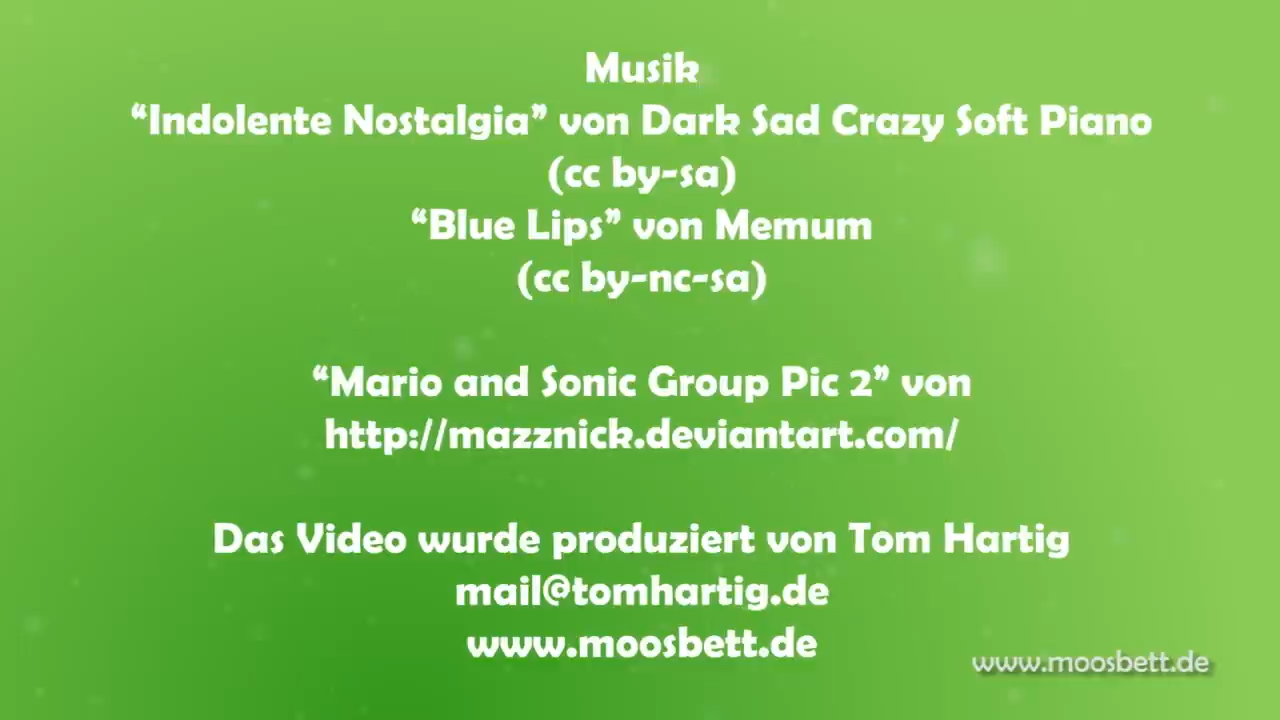 Musik
“Indolente Nostalgia” von Dark Sad Crazy Soft Piano
(cc by-sa)
“Blue Lips” von Memum
(cc by-nc-sa)
“Mario and Sonic Group Pic 2” von
http://mazznick.deviantart.com/
Das Video wurde produziert von Tom Hartig
mail@tomhartig.de
www.moosbett.de
www.moosbett.de